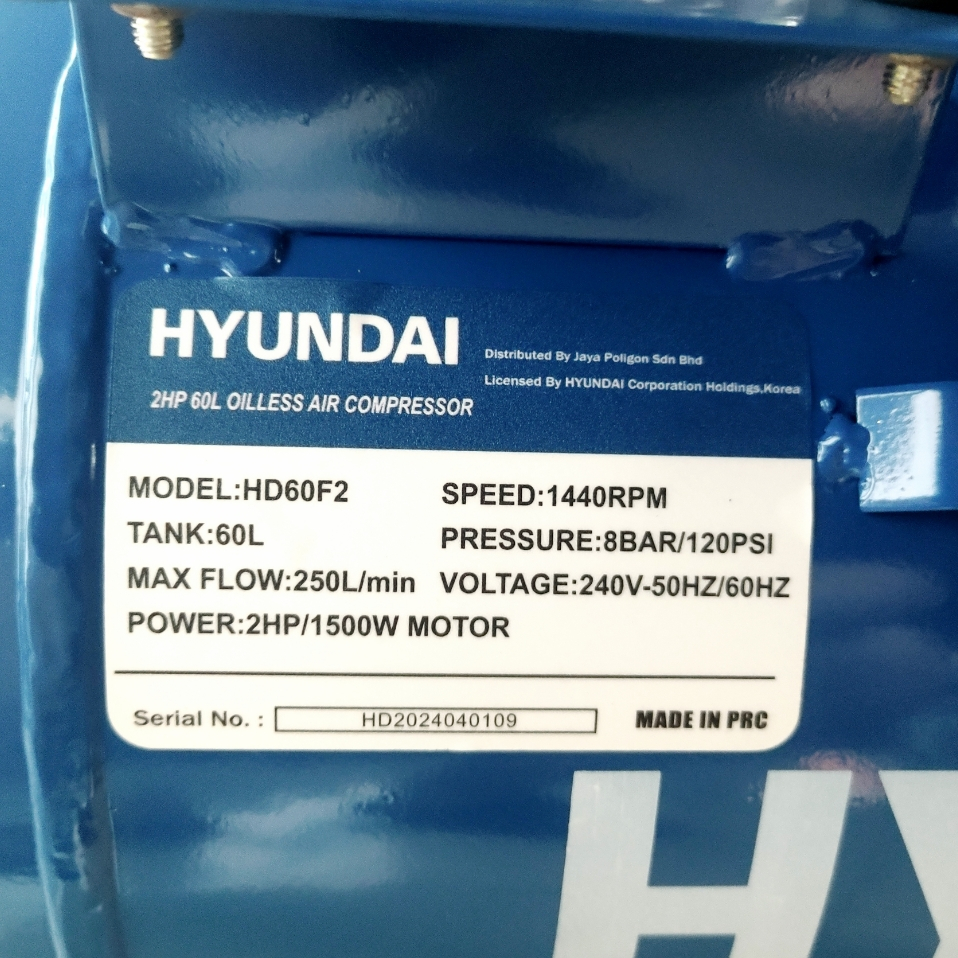 HYUNDAI
Distributed By Jaya Poligon Sdn Bhd
Licensed By HYUNDAI Corporation Holdings,Korea
2HP 60L OILLESS AIR COMPRESSOR
MODEL:HD60F2 SPEED:1440RPM
TANK:60L PRESSURE:8BAR/120PSI
MAX FLOW:250L/min VOLTAGE:240V-50HZ/60HZ
POWER:2HP/1500W MOTOR
Serial No. : HD2024040109 MADE IN PRC
HY